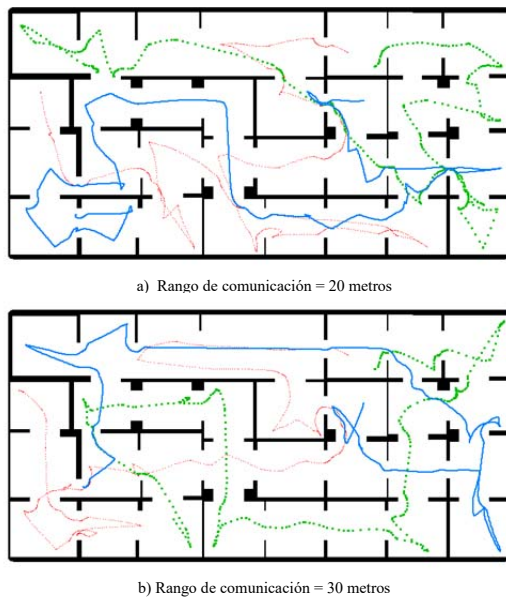 a) Rango de comunicación = 20 metros
b) Rango de comunicación = 30 metros